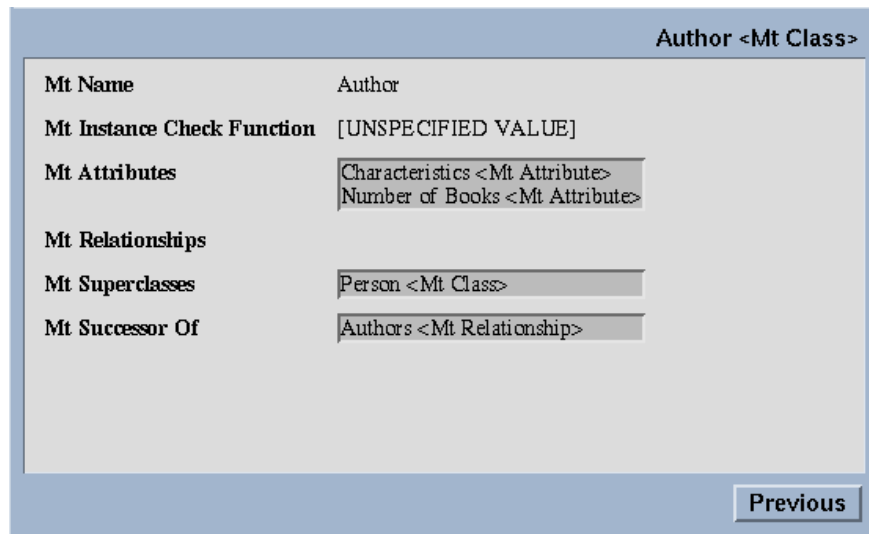 Author <Mt Class>
Mt Name Author
Mt Instance Check Function [UNSPECIFIED VALUE]
Mt Attributes Characteristics <Mt Attribute>
Number of Books <Mt Attribute>
Mt Relationships
Mt Superclasses Person <Mt Class>
Mt Successor Of Authors <Mt Relationship>
Previous